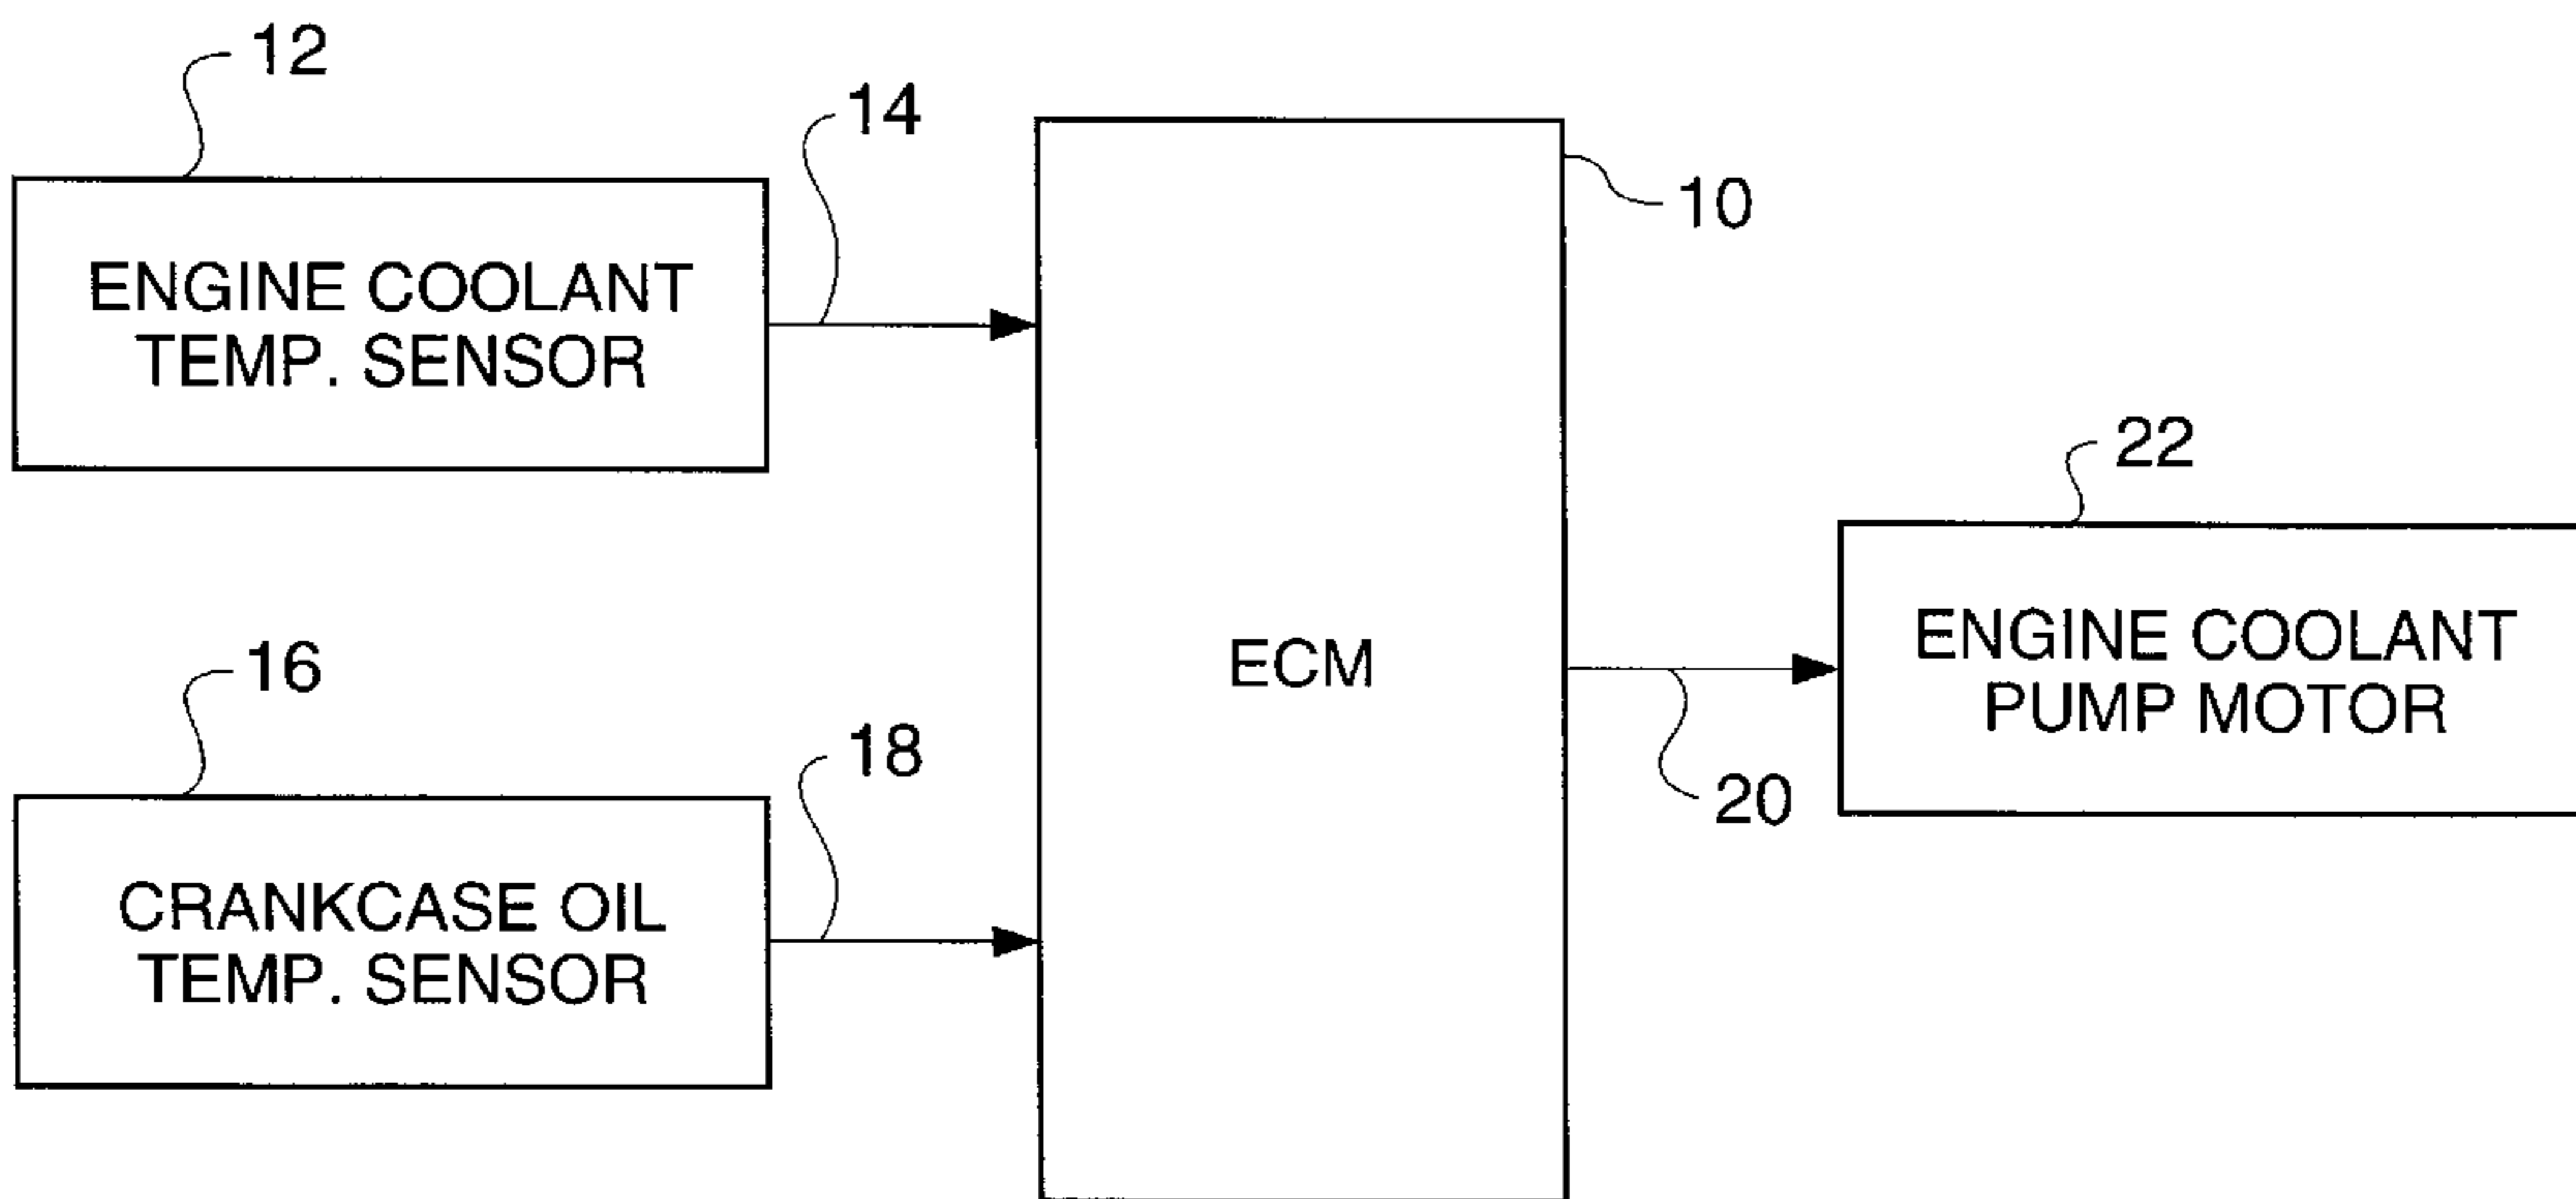 12
14
10
ENGINE COOLANT
TEMP. SENSOR
22
ECM
ENGINE COOLANT
PUMP MOTOR
16
18
20
CRANKCASE OIL
TEMP. SENSOR